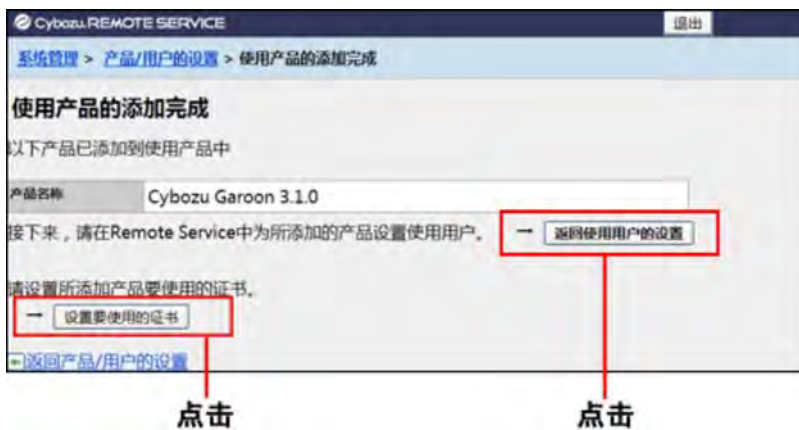 Cybozu.REMOTE SERVICE 退出
系统管理 > 产品/用户的设置 > 使用产品的添加完成
使用产品的添加完成
以下产品已添加到使用产品中
产品名称 Cybozu Garoon 3.1.0
接下来，请在Remote Service中为所添加的产品设置使用用户。 → 返回使用用户的设置
请设置所添加产品要使用的证书。
→ 设置要使用的证书
返回产品/用户的设置
点击 点击